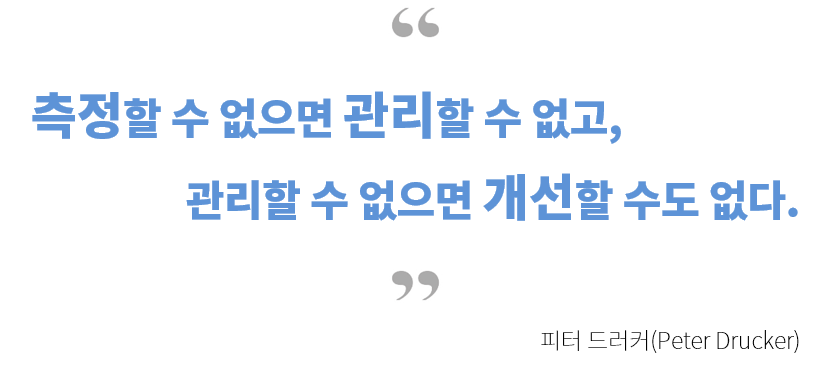 “
측정할 수 없으면 관리할 수 없고,
관리할 수 없으면 개선할 수도 없다.
”
피터 드러커(Peter Drucker)